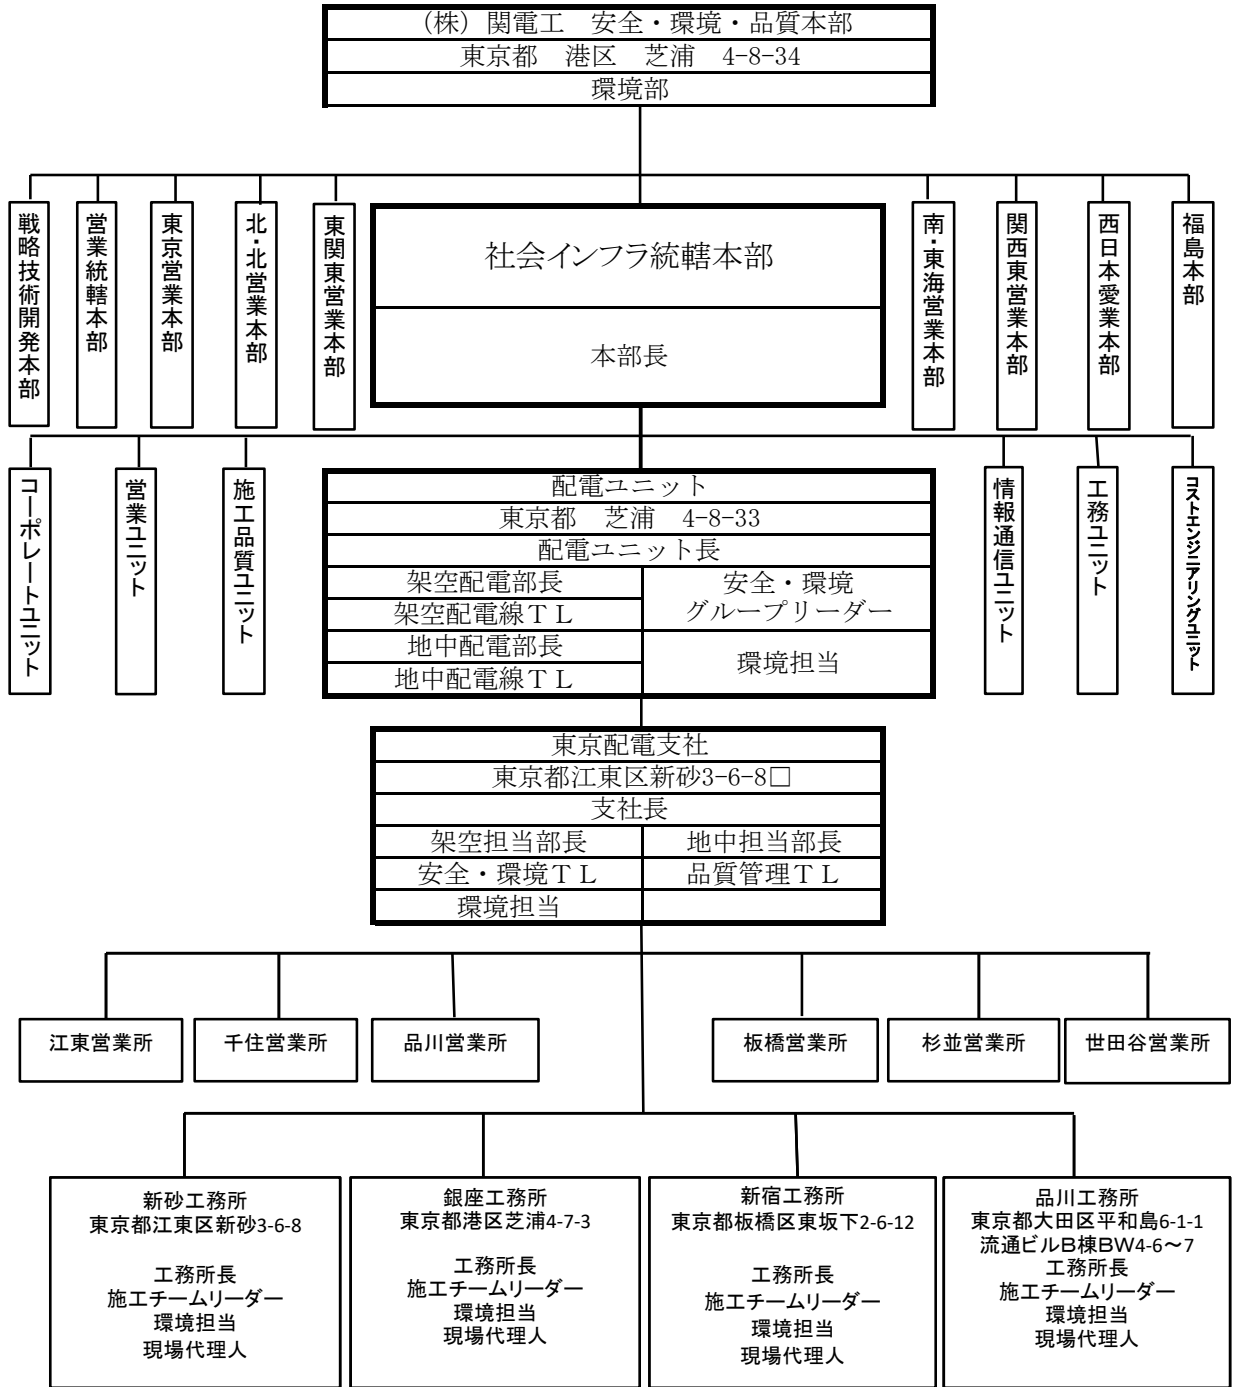 （株）関電工　安全・環境・品質本部
東京都　港区　芝浦　4-8-34
環境部
戦略技術開発本部
営業統轄本部
東京営業本部
北・北営業本部
東関東営業本部
社会インフラ統轄本部
本部長
南・東海営業本部
関西東営業本部
西日本愛業本部
福島本部
コーポレートユニット
営業ユニット
施工品質ユニット
配電ユニット
東京都　芝浦　4-8-33
配電ユニット長
架空配電部長
架空配電線ＴＬ
地中配電部長
地中配電線ＴＬ
安全・環境
グループリーダー
環境担当
情報通信ユニット
工務ユニット
コストエンジニアリングユニット
東京配電支社
東京都江東区新砂3-6-8□
支社長
架空担当部長
地中担当部長
安全・環境ＴＬ
品質管理ＴＬ
環境担当
江東営業所
千住営業所
品川営業所
板橋営業所
杉並営業所
世田谷営業所
新砂工務所
東京都江東区新砂3-6-8
工務所長
施工チームリーダー
環境担当
現場代理人
銀座工務所
東京都港区芝浦4-7-3
工務所長
施工チームリーダー
環境担当
現場代理人
新宿工務所
東京都板橋区東坂下2-6-12
工務所長
施工チームリーダー
環境担当
現場代理人
品川工務所
東京都大田区平和島6-1-1
流通ビルＢ棟ＢＷ4-6～7
工務所長
施工チームリーダー
環境担当
現場代理人